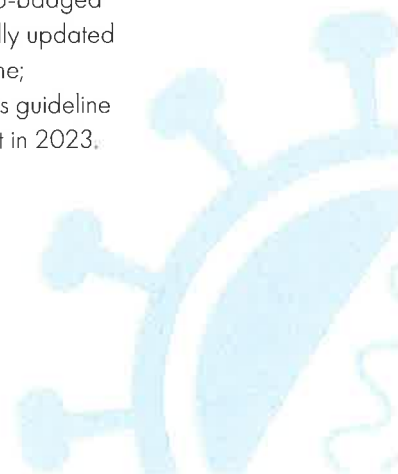 lly updated
ne;
s guideline
t in 2023.